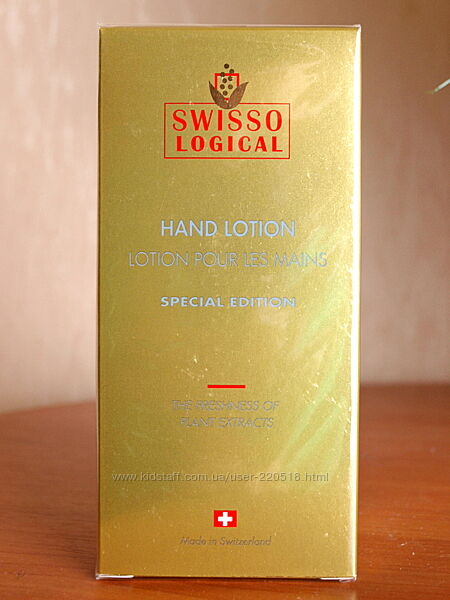 SWISSO
LOGICAL
HAND LOTION
LOTION POUR LES MAINS
SPECIAL EDITION
THE FRESHNESS OF
PLANT EXTRACTS
www.kidstaff.com.ua/user-220518.html
Made in Switzerland